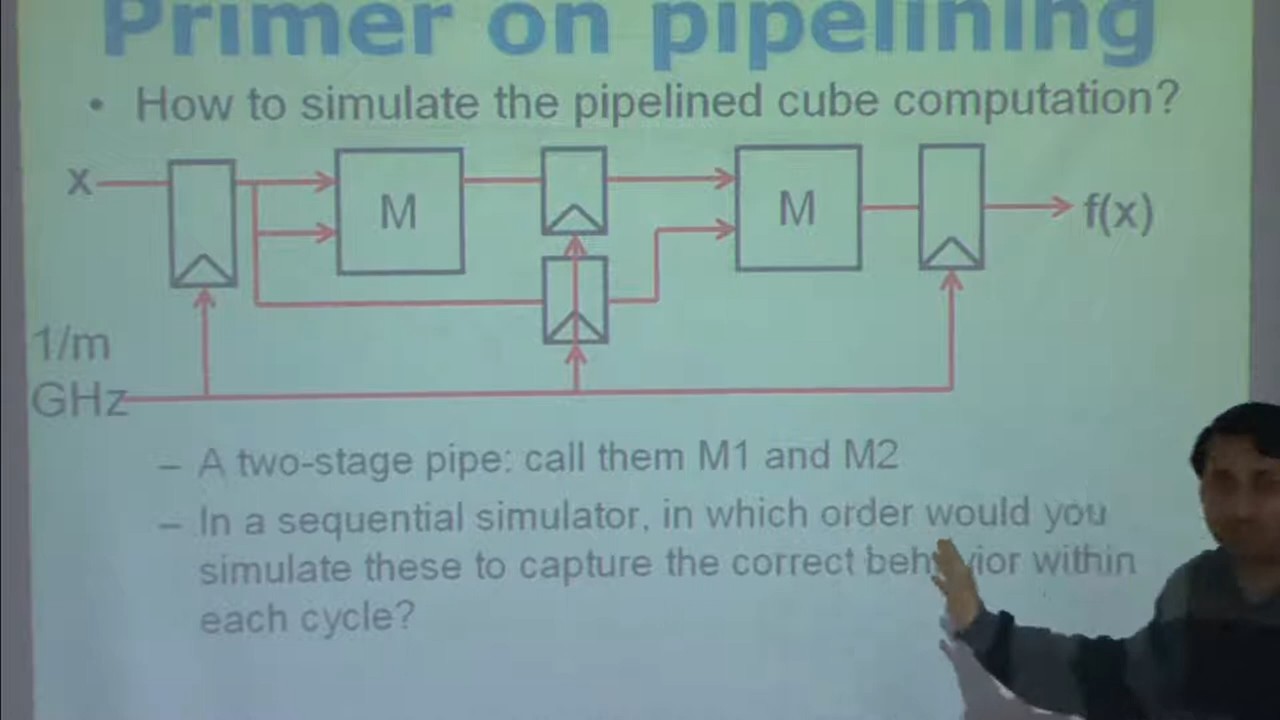 Primer on pipelining
• How to simulate the pipelined cube computation?
x
M
M
f(x)
1/m
GHz
– A two-stage pipe: call them M1 and M2
– In a sequential simulator, in which order would you
simulate these to capture the correct behavior within
each cycle?